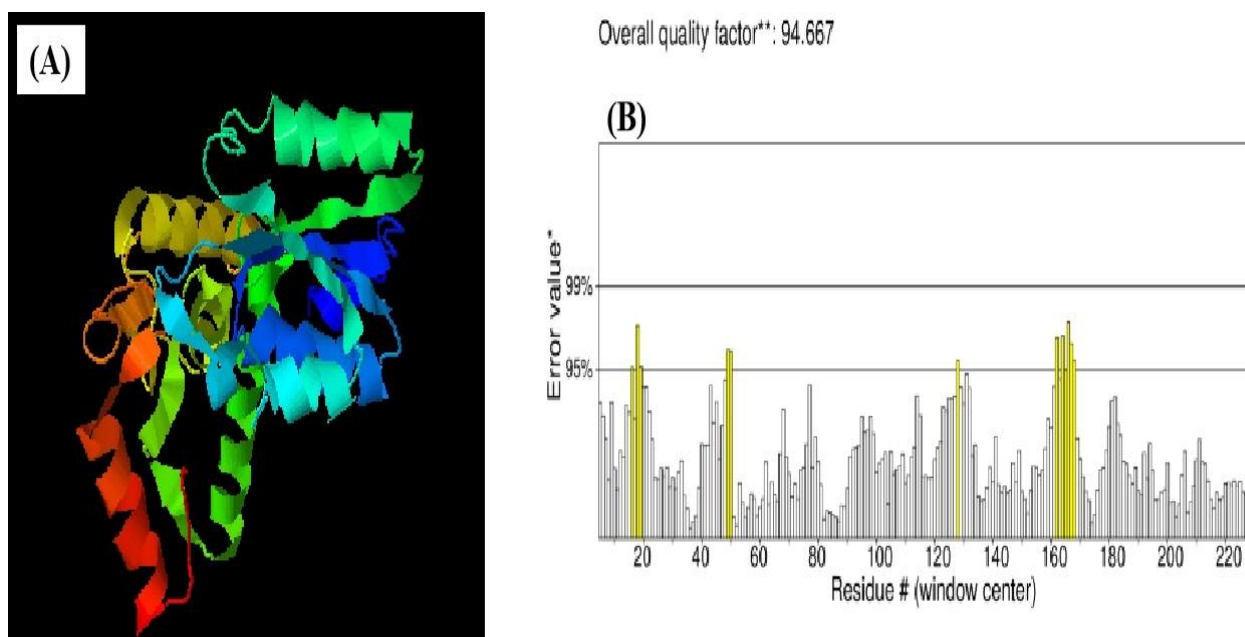 (A)
Overall quality factor**: 94.667
(B)
Error value*
99%
95%
20 40 60 80 100 120 140 160 180 200 220
Residue # (window center)